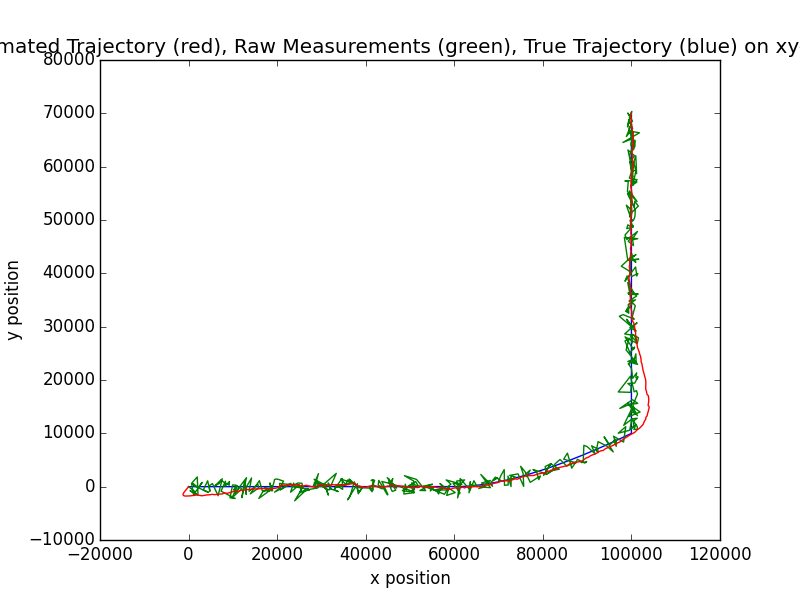 mated Trajectory (red), Raw Measurements (green), True Trajectory (blue) on xy
80000
70000
60000
50000
40000
30000
20000
10000
0
−10000
y position
−20000 0 20000 40000 60000 80000 100000 120000
x position